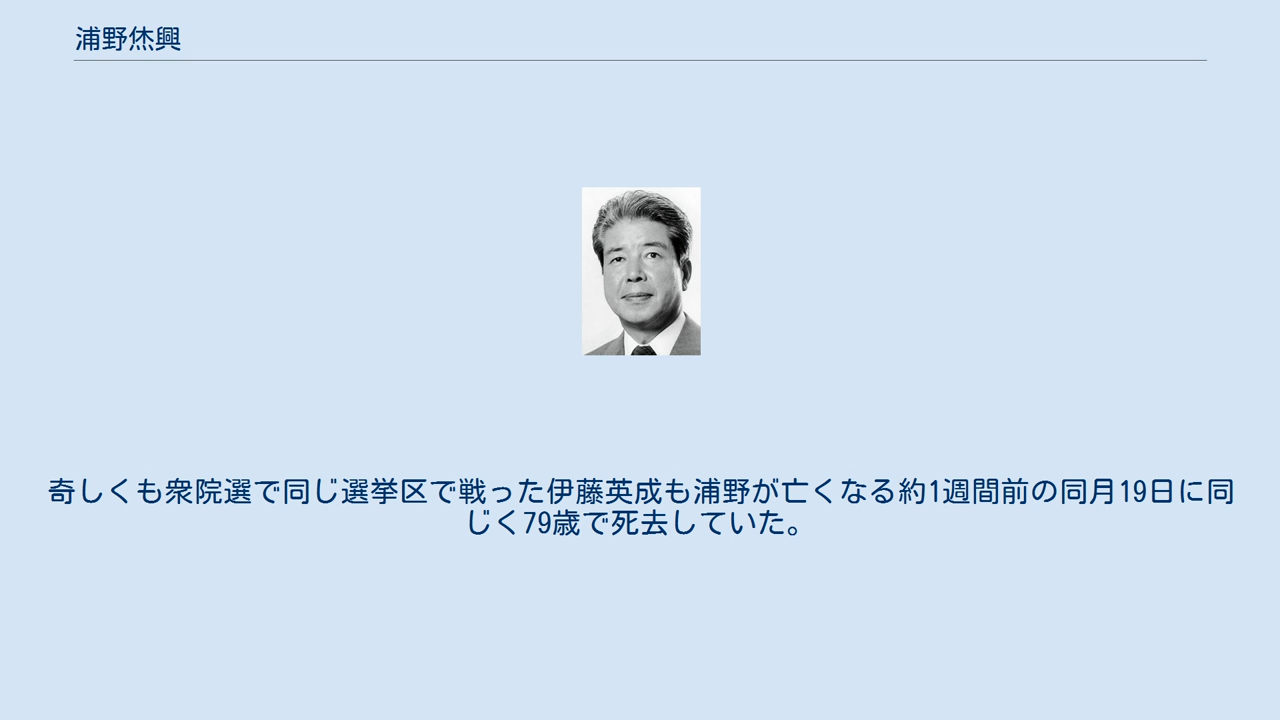 浦野烋興
奇しくも衆院選で同じ選挙区で戦った伊藤英成も浦野が亡くなる約1週間前の同月19日に同
じく79歳で死去していた。